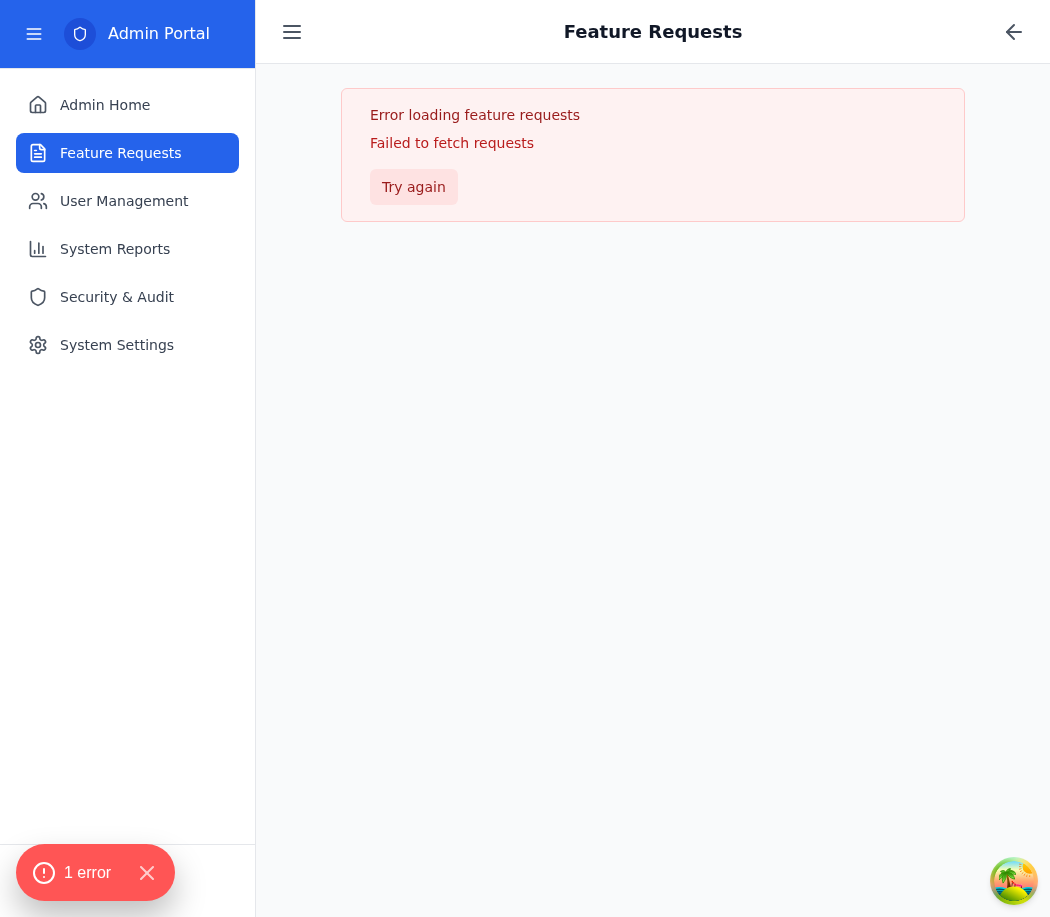 Admin Portal
Feature Requests
Admin Home
Feature Requests
User Management
System Reports
Security & Audit
System Settings
Error loading feature requests
Failed to fetch requests
Try again
1 error